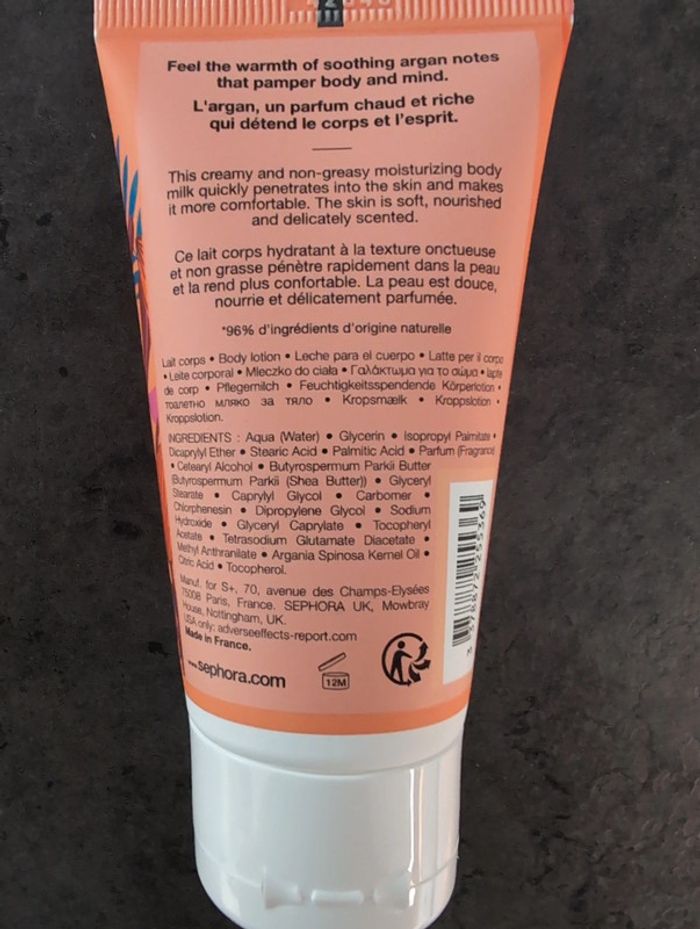 Feel the warmth of soothing argan notes
that pamper body and mind.
L'argan, un parfum chaud et riche
qui détend le corps et l'esprit.
This creamy and non-greasy moisturizing body
milk quickly penetrates into the skin and makes
it more comfortable. The skin is soft, nourished
and delicately scented.
Ce lait corps hydratant à la texture onctueuse
et non grasse pénètre rapidement dans la peau
et la rend plus confortable. La peau est douce,
nourrie et délicatement parfumée.
*96% d'ingrédients d'origine naturelle
Lait corps • Body lotion • Leche para el cuerpo • Latte per il corpo
• Leite corporal • Mleczko do ciała • Γαλάκτωμα για το σώμα • lapte
de corp • Pflegemilch • Feuchtigkeitsspendende Körperlotion •
тоалетно мляко за тяло • Kropsmælk • Kroppslotion •
Kroppslotion.
INGREDIENTS : Aqua (Water) • Glycerin • Isopropyl Palmitate •
Dicaprylyl Ether • Stearic Acid • Palmitic Acid • Parfum (Fragrance)
• Cetearyl Alcohol • Butyrospermum Parkii Butter
(Butyrospermum Parkii (Shea Butter)) • Glyceryl
Stearate • Caprylyl Glycol • Carbomer •
Chlorphenesin • Dipropylene Glycol • Sodium
Hydroxide • Glyceryl Caprylate • Tocopheryl
Acetate • Tetrasodium Glutamate Diacetate •
Methyl Anthranilate • Argania Spinosa Kernel Oil •
Citric Acid • Tocopherol.
Manuf. for S+, 70, avenue des Champs-Elysées
75008 Paris, France. SEPHORA UK, Mowbray
House, Nottingham, UK.
USA only: adverseeffects-report.com
Made in France.
sephora.com
12M